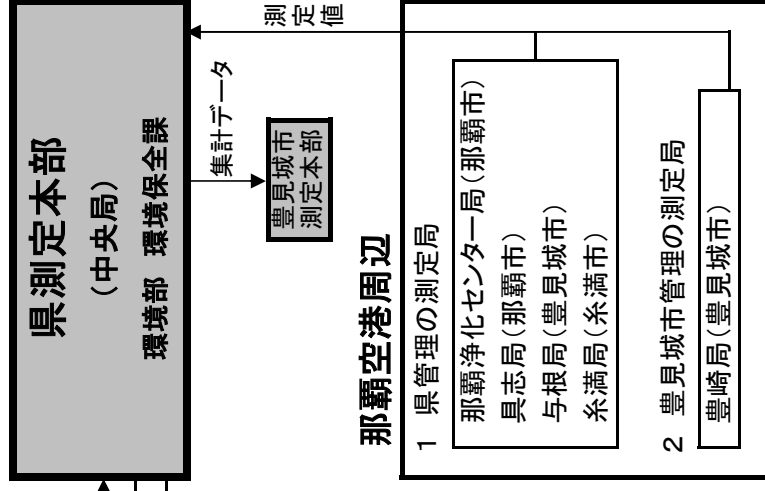 県測定本部
(中央局)
環境部 環境保全課
集計データ
測定値
豊見城市
測定本部
那覇空港周辺
1 県管理の測定局
那覇浄化センター局(那覇市)
具志局(那覇市)
与根局(豊見城市)
糸満局(糸満市)
2 豊見城市管理の測定局
豊崎局(豊見城市)